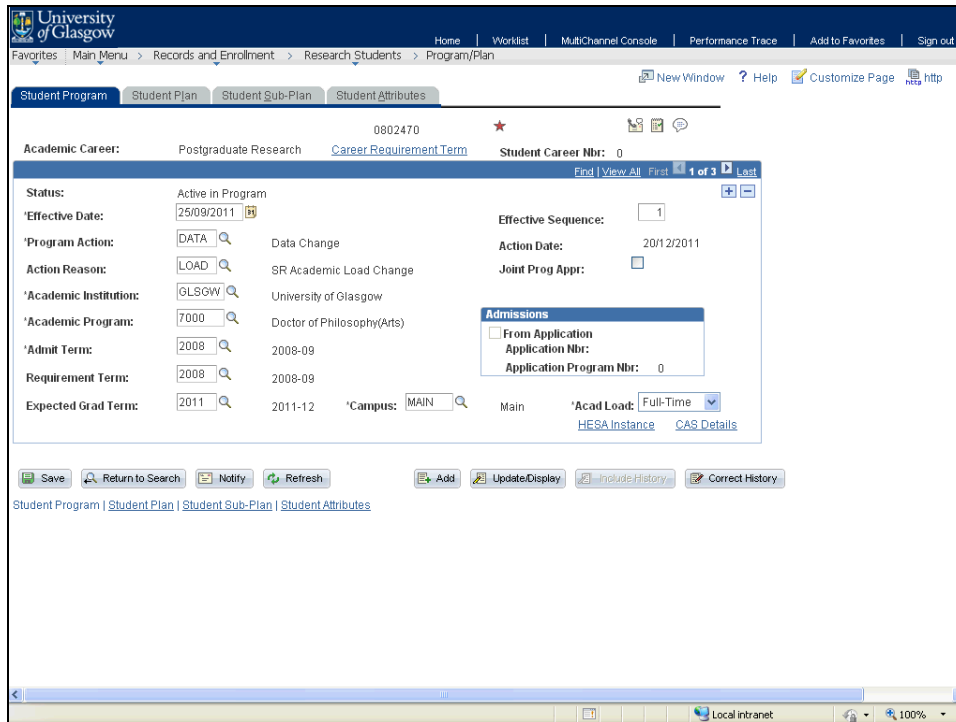 University
of Glasgow
Home | Worklist | MultiChannel Console | Performance Trace | Add to Favorites | Sign out
Favorites Main Menu > Records and Enrollment > Research Students > Program/Plan
New Window ? Help Customize Page http
Student Program Student Plan Student Sub-Plan Student Attributes
0802470
Academic Career: Postgraduate Research Career Requirement Term Student Career Nbr: 0
Find | View All First 1 of 3 Last
Status: Active in Program
*Effective Date: 25/09/2011 Effective Sequence: 1
*Program Action: DATA Data Change Action Date: 20/12/2011
Action Reason: LOAD SR Academic Load Change Joint Prog Appr:
*Academic Institution: GLSGW University of Glasgow
*Academic Program: 7000 Doctor of Philosophy(Arts)
Admissions
From Application
*Admit Term: 2008 2008-09
Application Nbr:
Application Program Nbr: 0
Requirement Term: 2008 2008-09
Expected Grad Term: 2011 2011-12 *Campus: MAIN Main *Acad Load: Full-Time
HESA Instance CAS Details
Save Return to Search Notify Refresh Add Update/Display Include History Correct History
Student Program | Student Plan | Student Sub-Plan | Student Attributes
Local intranet 100%